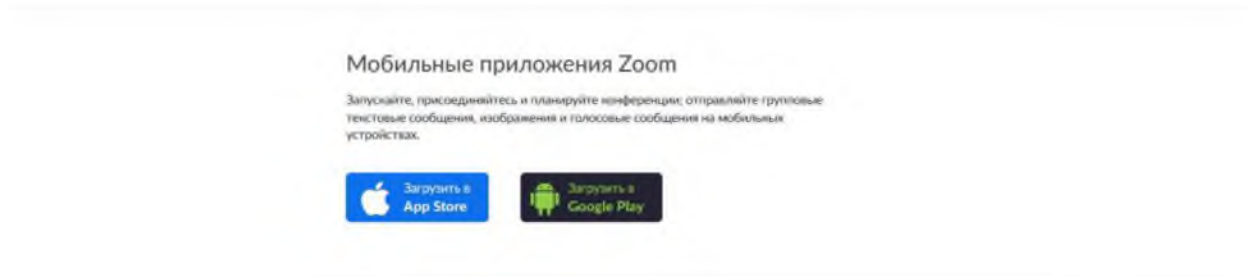 Мобильные приложения Zoom
Запускайте, присоединяйтесь и планируйте конференции; отправляйте групповые
текстовые сообщения, изображения и голосовые сообщения на мобильных
устройствах.
Загрузить в
App Store
Загрузить в
Google Play